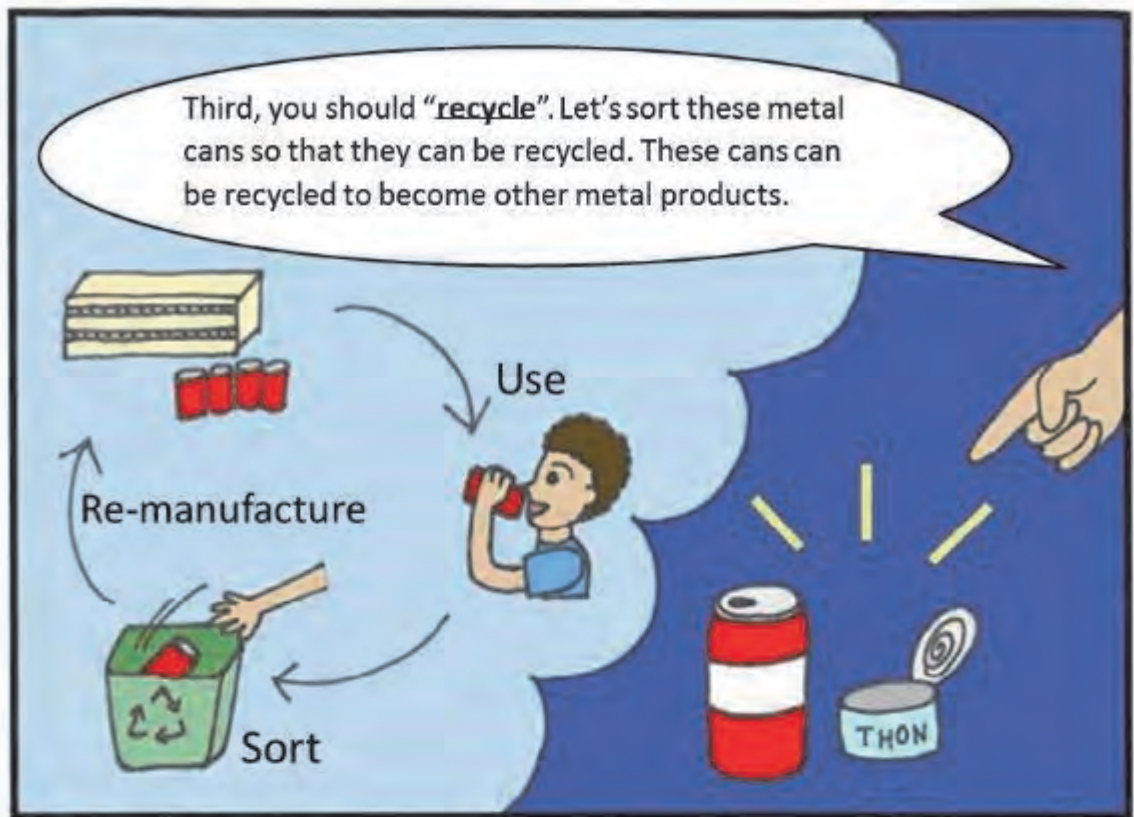 Third, you should “recycle”. Let’s sort these metal
cans so that they can be recycled. These cans can
be recycled to become other metal products.
Use
Re-manufacture
Sort
THON